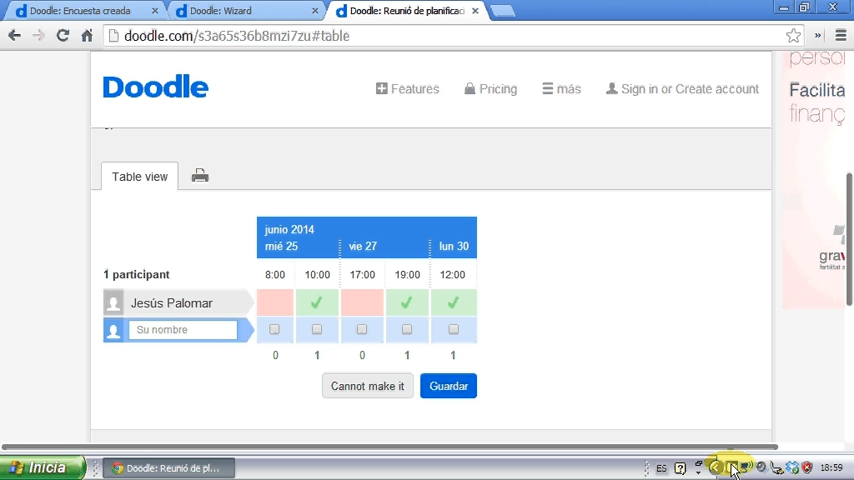 Doodle: Encuesta creada
Doodle: Wizard
Doodle: Reunió de planificac
doodle.com/s3a65s36b8mzi7zu#table
Doodle
Features
Pricing
más
Sign in or Create account
Facilita
finanç
Table view
junio 2014
mié 25 vie 27 lun 30
1 participant 8:00 10:00 17:00 19:00 12:00
Jesús Palomar
Su nombre
0 1 0 1 1
Cannot make it Guardar
Inicia
Doodle: Reunió de pl...
ES
18:59